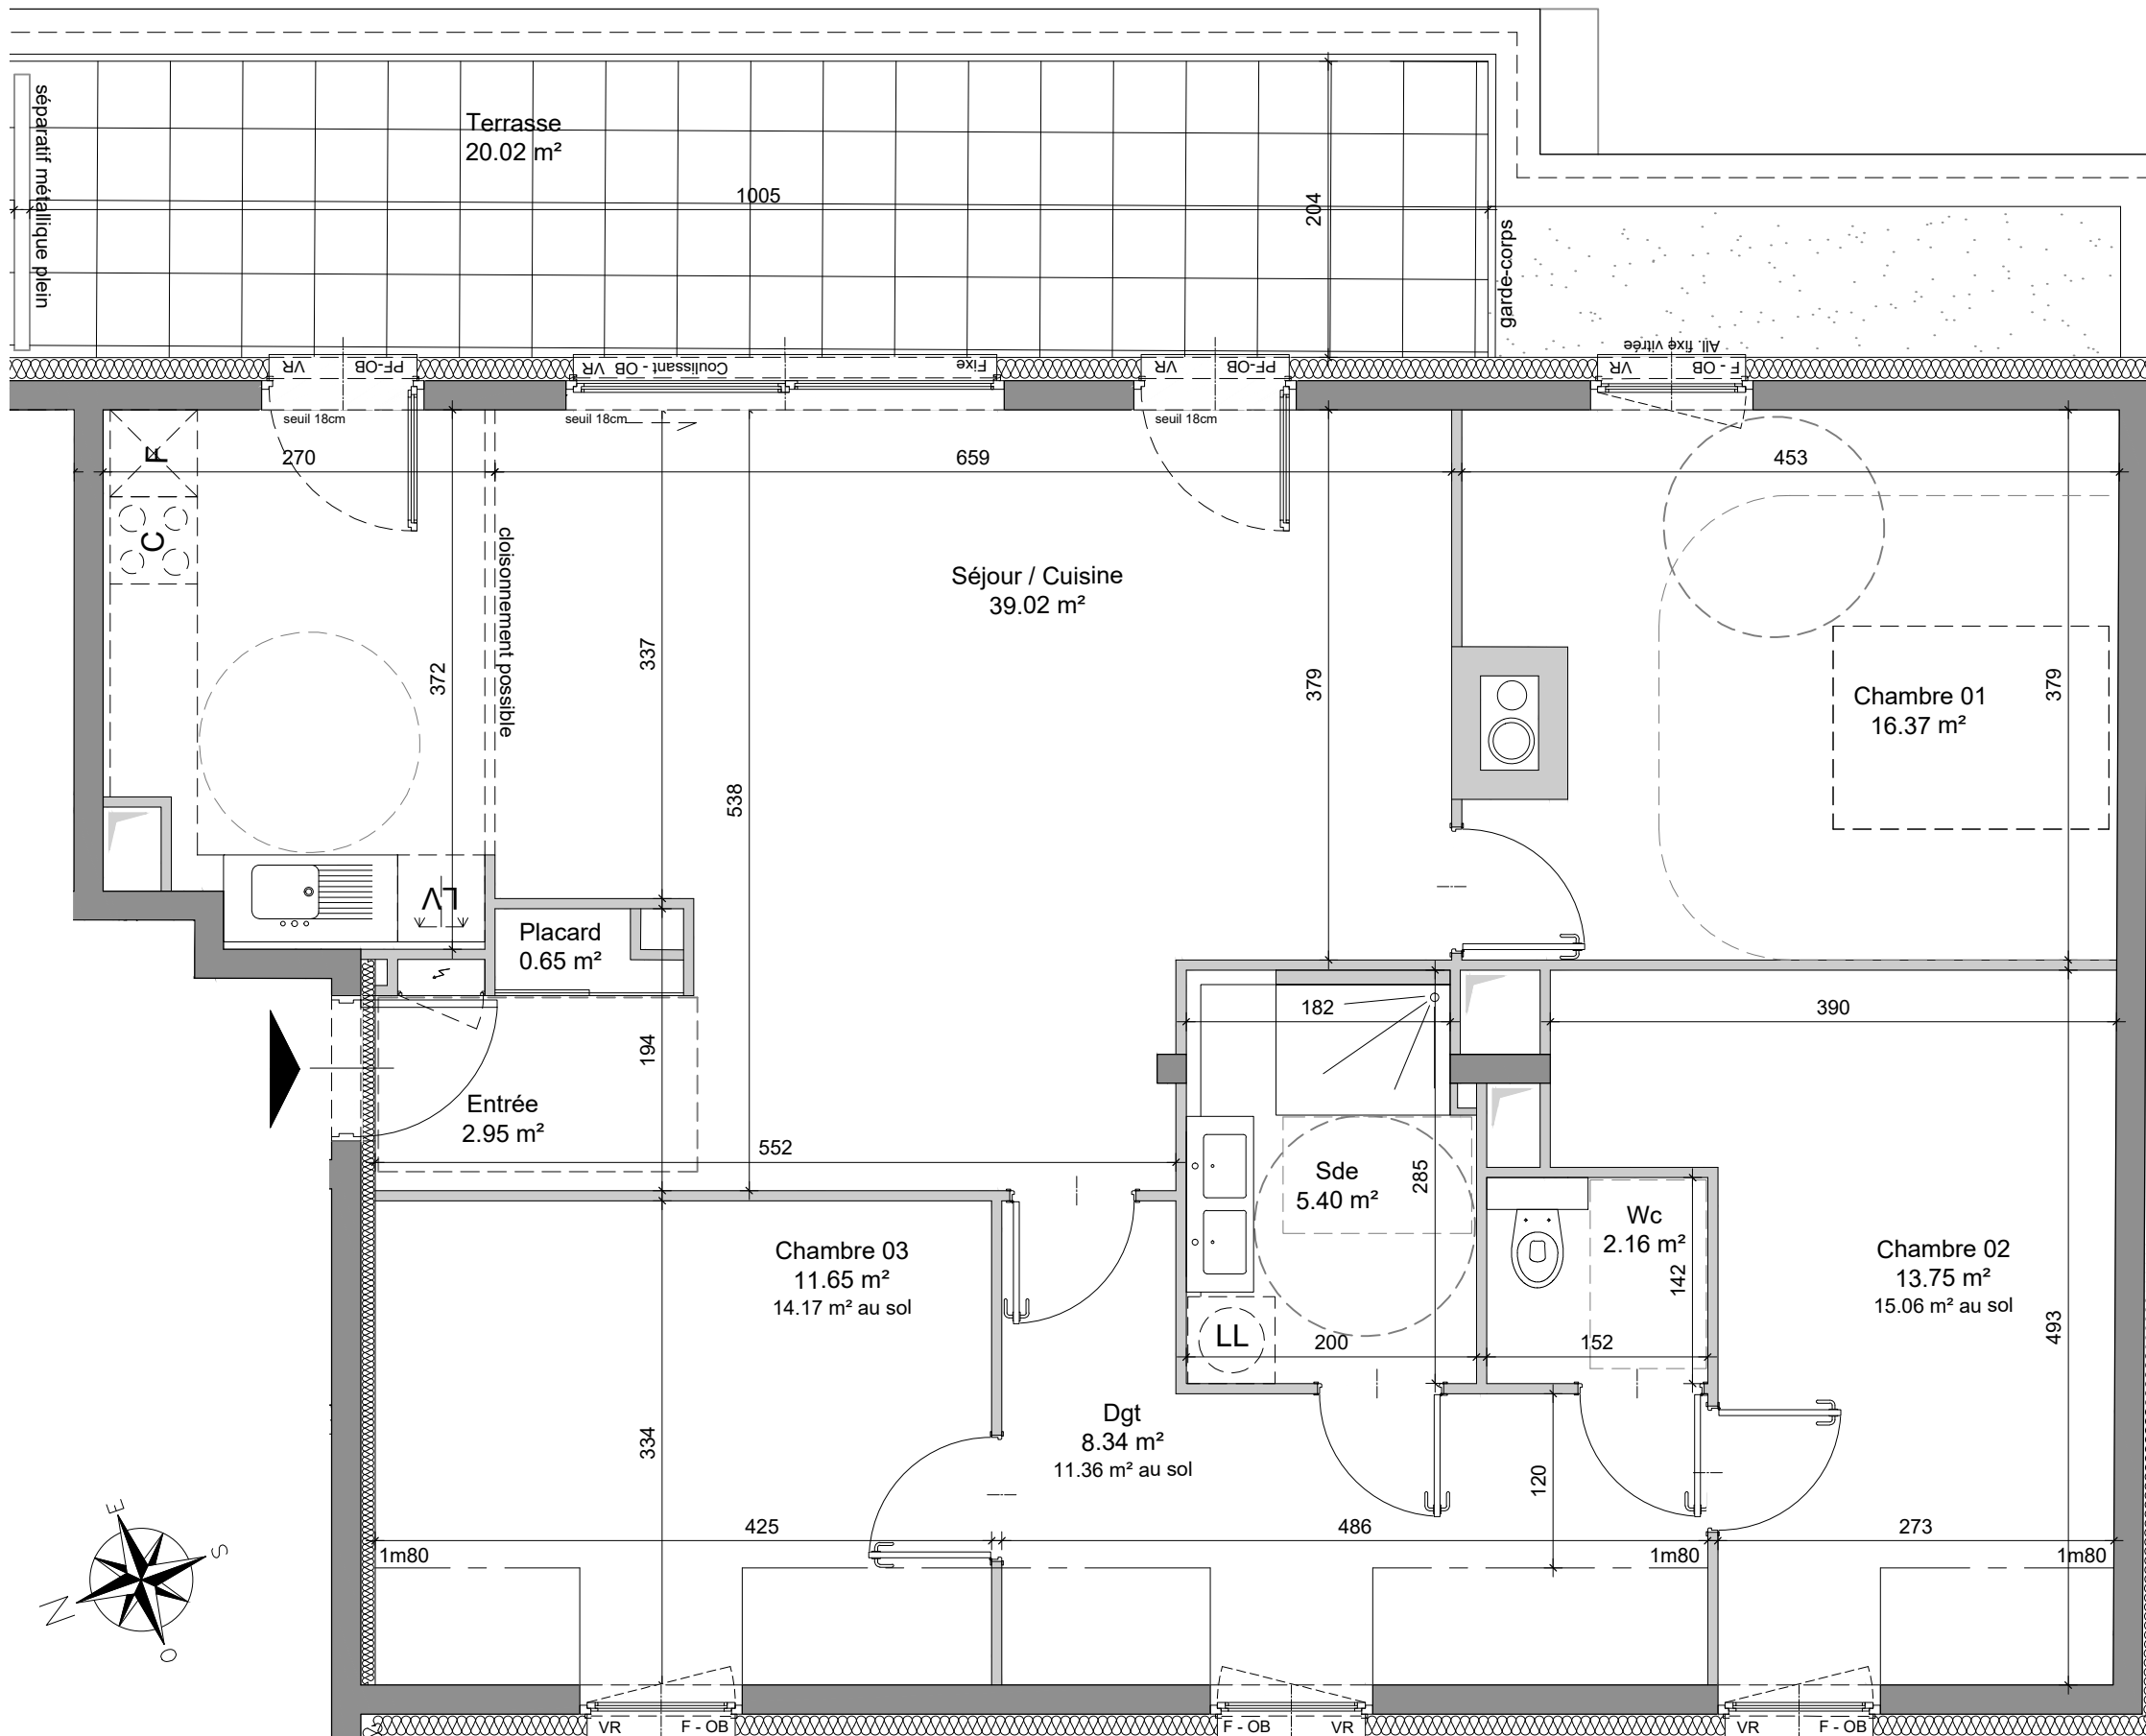 Terrasse
20.02 m²
séparatif métallique plein
1005
204
garde-corps
VR
PF-OB
Coulissant - OB VR
Fixe
VR
PF-OB
All. fixe vitrée
VR
F - OB
seuil 18cm
seuil 18cm
seuil 18cm
F
270
659
453
C
cloisonnement possible
Séjour / Cuisine
39.02 m²
372
337
538
379
379
Chambre 01
16.37 m²
LV
Placard
0.65 m²
182
390
194
Entrée
2.95 m²
552
Sde
5.40 m²
285
Wc
2.16 m²
142
Chambre 03
11.65 m²
14.17 m² au sol
Chambre 02
13.75 m²
15.06 m² au sol
LL
200
152
493
Dgt
8.34 m²
11.36 m² au sol
334
120
425
486
273
1m80
1m80
1m80
E
S
N
O
VR
F - OB
F - OB
VR
VR
F - OB